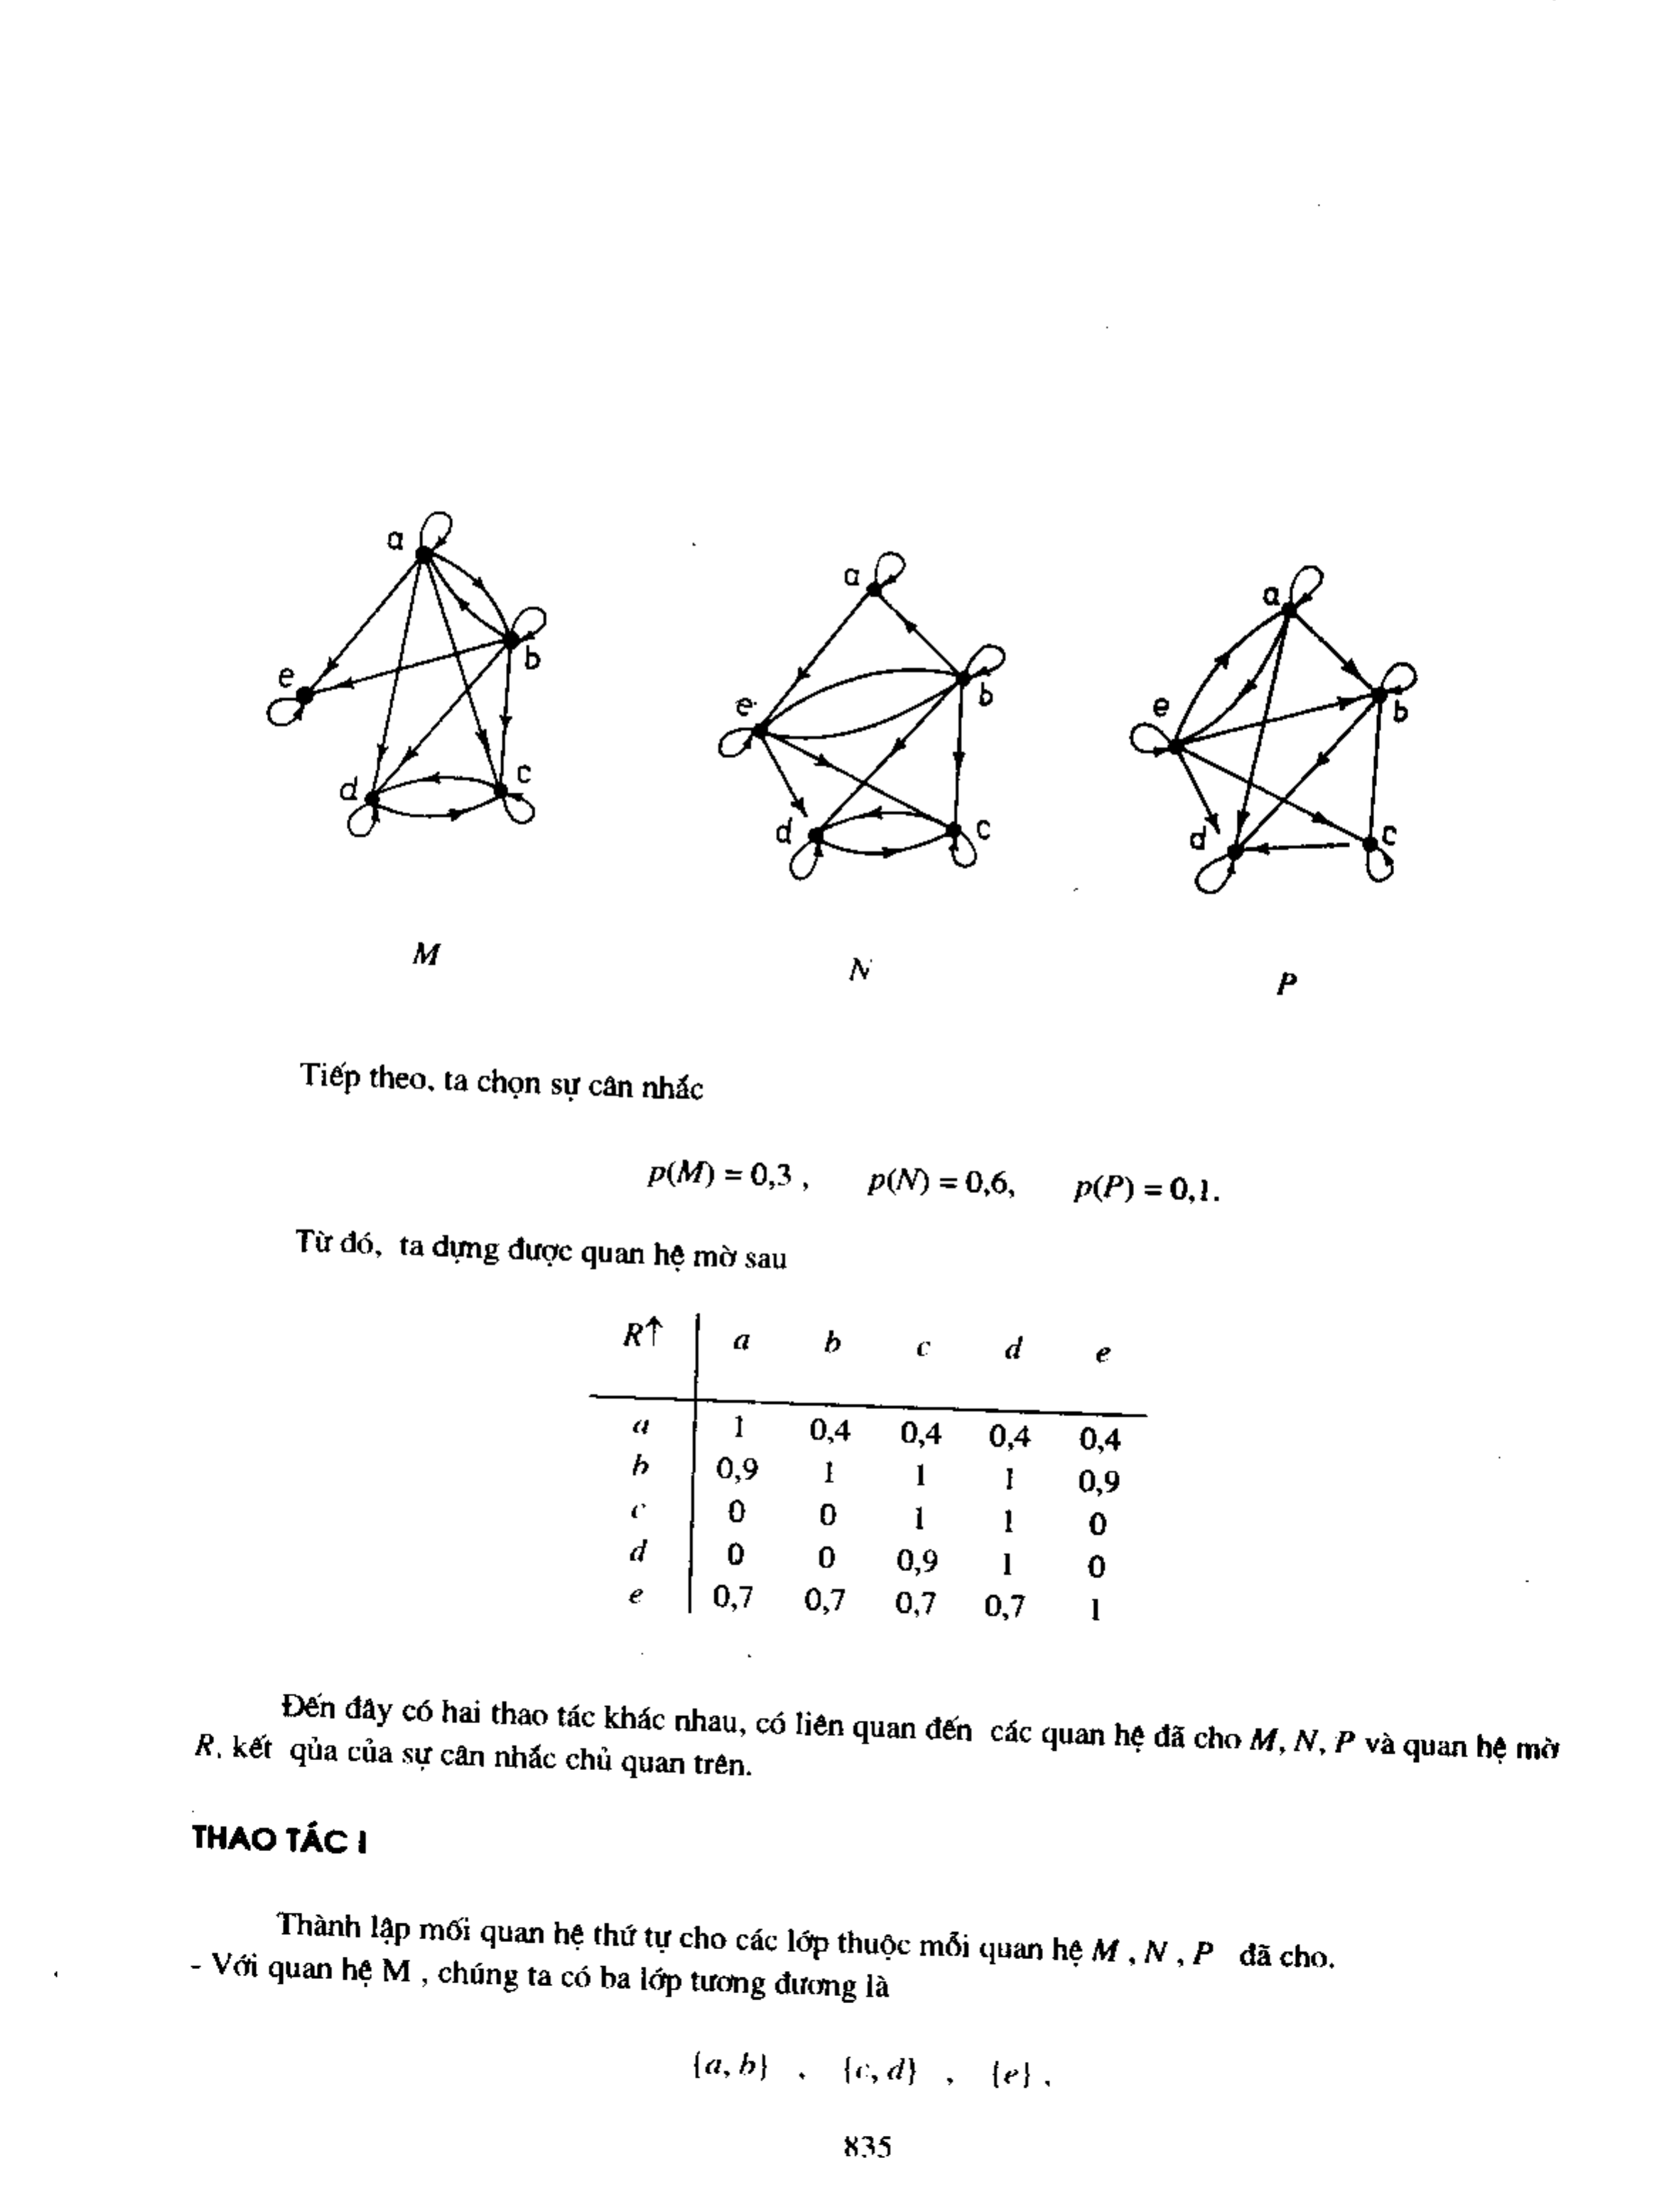 a
b
e
d
c
a
b
e
d
c
a
b
e
d
c
M
N
P
Tiếp theo, ta chọn sự cân nhắc
p(M) = 0,3 , p(N) = 0,6, p(P) = 0,1.
Từ đó, ta dựng được quan hệ mờ sau
R↑ a b c d e
a 1 0,4 0,4 0,4 0,4
b 0,9 1 1 1 0,9
c 0 0 1 1 0
d 0 0 0,9 1 0
e 0,7 0,7 0,7 0,7 1
Đến đây có hai thao tác khác nhau, có liên quan đến các quan hệ đã cho M, N, P và quan hệ mờ
R, kết qủa của sự cân nhắc chủ quan trên.
THAO TÁC I
Thành lập mối quan hệ thứ tự cho các lớp thuộc mỗi quan hệ M , N , P đã cho.
- Với quan hệ M , chúng ta có ba lớp tương đương là
{a, b} , {c, d} , {e} .
835